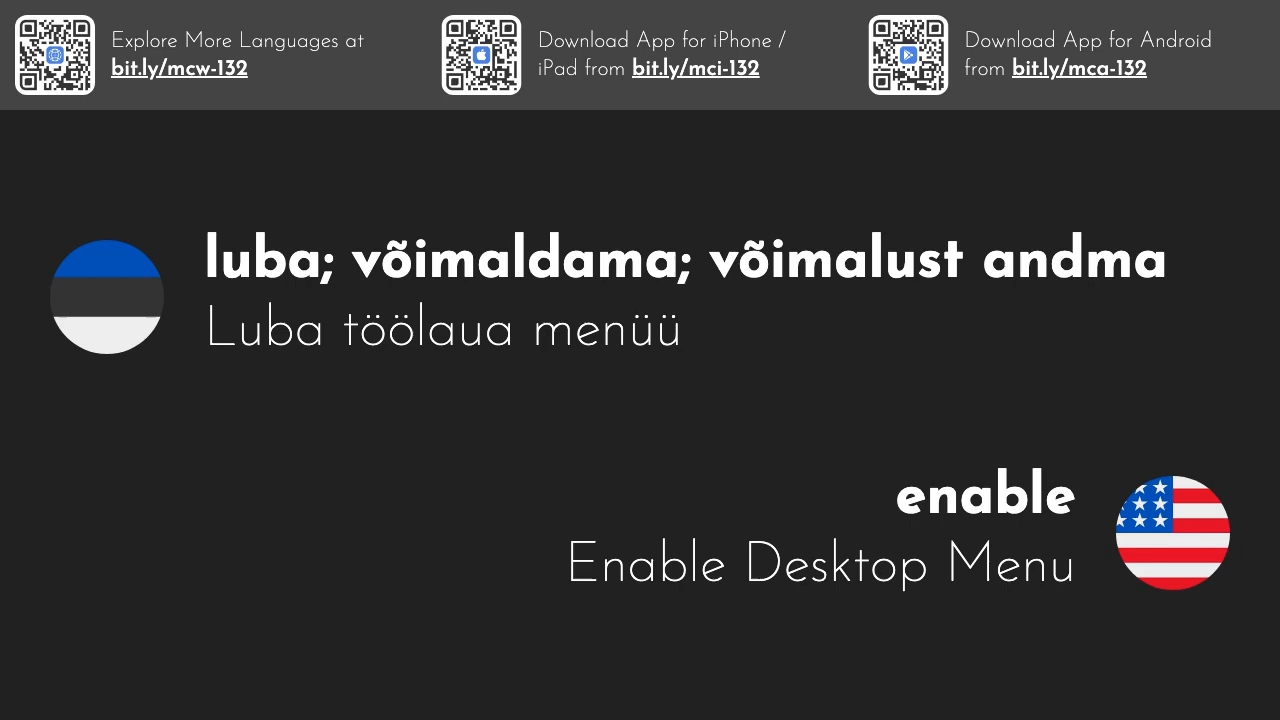 Explore More Languages at
bit.ly/mcw-132
Download App for iPhone /
iPad from bit.ly/mci-132
Download App for Android
from bit.ly/mca-132
luba; võimaldama; võimalust andma
Luba töölaua menüü
enable
Enable Desktop Menu